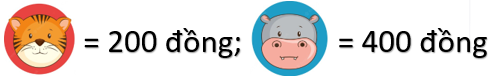 = 200 đồng; = 400 đồng